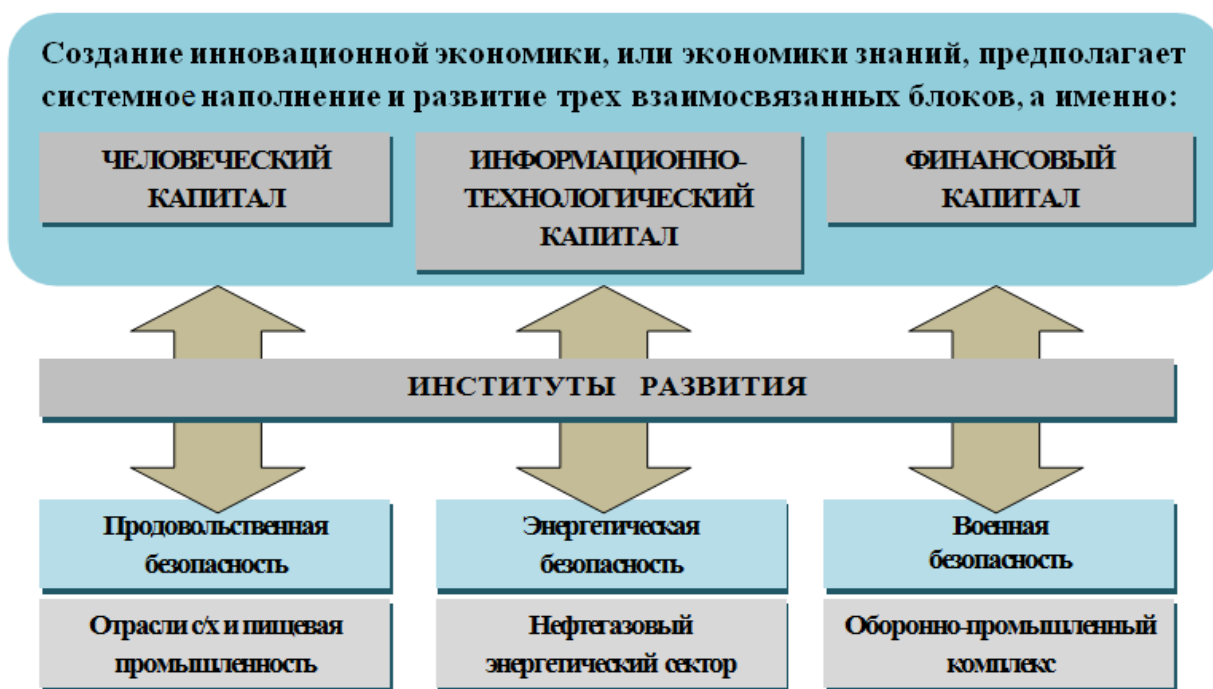 Создание инновационной экономики, или экономики знаний, предполагает
системное наполнение и развитие трех взаимосвязанных блоков, а именно:
ЧЕЛОВЕЧЕСКИЙ
КАПИТАЛ
ИНФОРМАЦИОННО-
ТЕХНОЛОГИЧЕСКИЙ
КАПИТАЛ
ФИНАНСОВЫЙ
КАПИТАЛ
ИНСТИТУТЫ РАЗВИТИЯ
Продовольственная
безопасность
Энергетическая
безопасность
Военная
безопасность
Отрасли с/х и пищевая
промышленность
Нефтегазовый
энергетический сектор
Оборонно-промышленный
комплекс